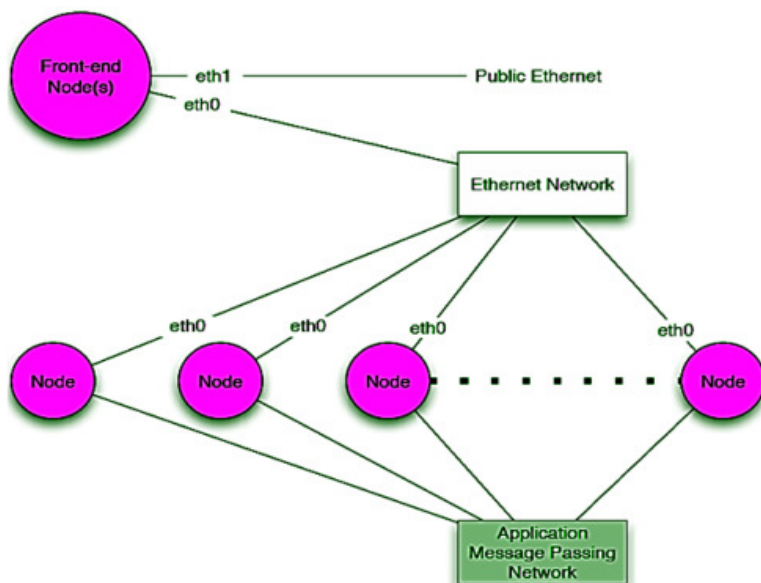 Front-end
Node(s)
eth1
Public Ethernet
eth0
Ethernet Network
eth0
eth0
eth0
eth0
Node
Node
Node
Node
Application
Message Passing
Network